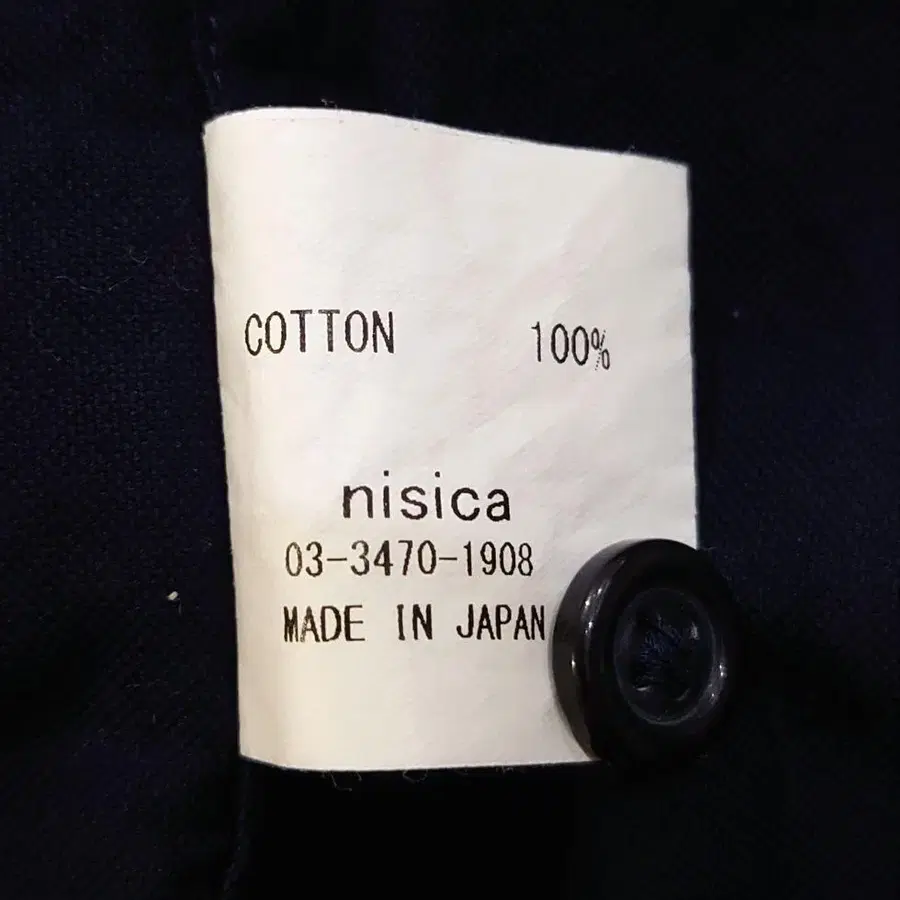 COTTON 100%
nisica
03-3470-1908
MADE IN JAPAN